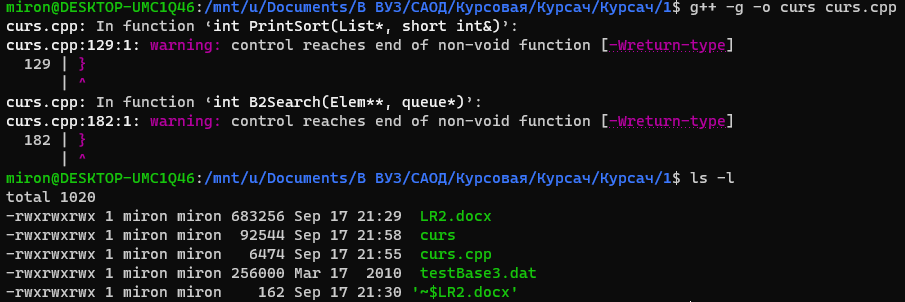 miron@DESKTOP-UMC1Q46:/mnt/u/Documents/В ВУЗ/САОД/Курсовая/Курсач/Курсач/1$ g++ -g -o curs curs.cpp
curs.cpp: In function ‘int PrintSort(List*, short int&)’:
curs.cpp:129:1: warning: control reaches end of non-void function [-Wreturn-type]
  129 | }
      | ^
curs.cpp: In function ‘int B2Search(Elem**, queue*)’:
curs.cpp:182:1: warning: control reaches end of non-void function [-Wreturn-type]
  182 | }
      | ^
miron@DESKTOP-UMC1Q46:/mnt/u/Documents/В ВУЗ/САОД/Курсовая/Курсач/Курсач/1$ ls -l
total 1020
-rwxrwxrwx 1 miron miron 683256 Sep 17 21:29  LR2.docx
-rwxrwxrwx 1 miron miron  92544 Sep 17 21:58  curs
-rwxrwxrwx 1 miron miron   6474 Sep 17 21:55  curs.cpp
-rwxrwxrwx 1 miron miron 256000 Mar 17  2010  testBase3.dat
-rwxrwxrwx 1 miron miron    162 Sep 17 21:30 '~$LR2.docx'